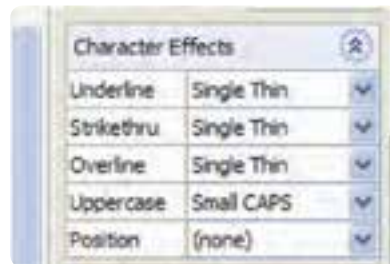 Character Effects
Underline Single Thin
Strikethru Single Thin
Overline Single Thin
Uppercase Small CAPS
Position (none)